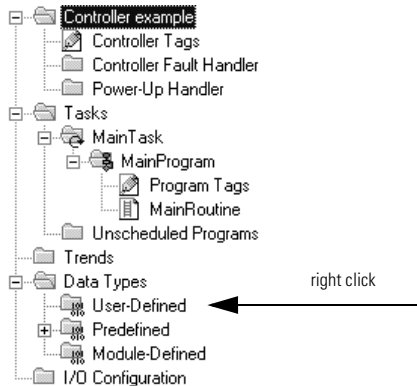 Controller example
Controller Tags
Controller Fault Handler
Power-Up Handler
Tasks
MainTask
MainProgram
Program Tags
MainRoutine
Unscheduled Programs
Trends
Data Types
User-Defined
right click
Predefined
Module-Defined
I/O Configuration